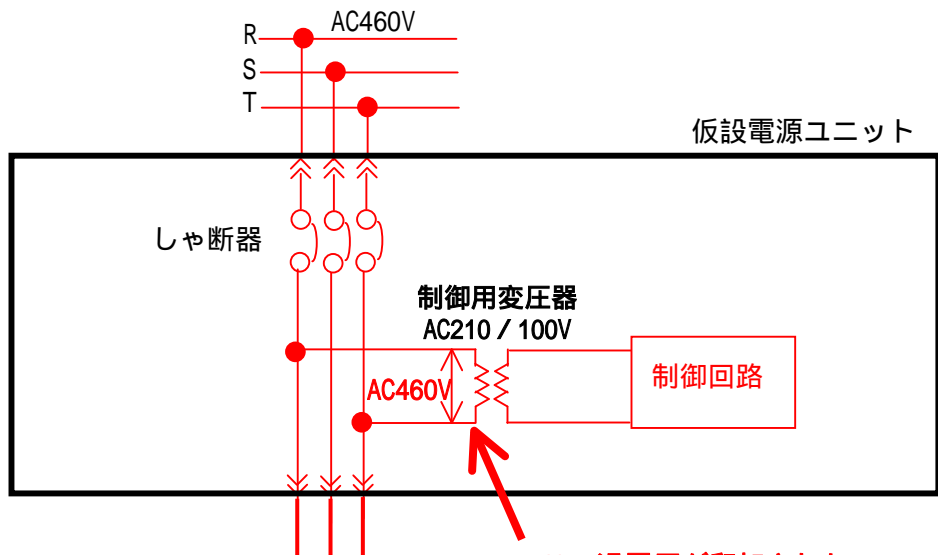 R
AC460V
S
T
仮設電源ユニット
しゃ断器
制御用変圧器
AC210 / 100V
AC460V
制御回路